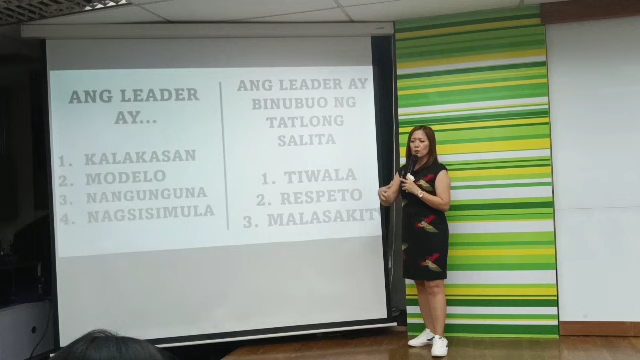 ANG LEADER
AY...
1. KALAKASAN
2. MODELO
3. NANGUNGUNA
4. NAGSISIMULA
ANG LEADER AY
BINUBUO NG
TATLONG
SALITA
1. TIWALA
2. RESPETO
3. MALASAKIT